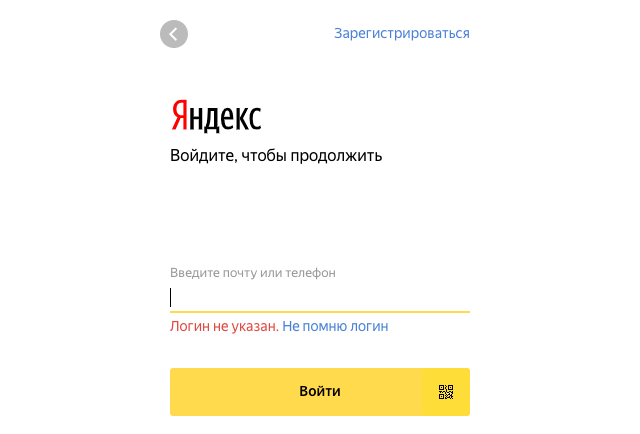 Зарегистрироваться
Яндекс
Войдите, чтобы продолжить
Введите почту или телефон
Логин не указан. Не помню логин
Войти